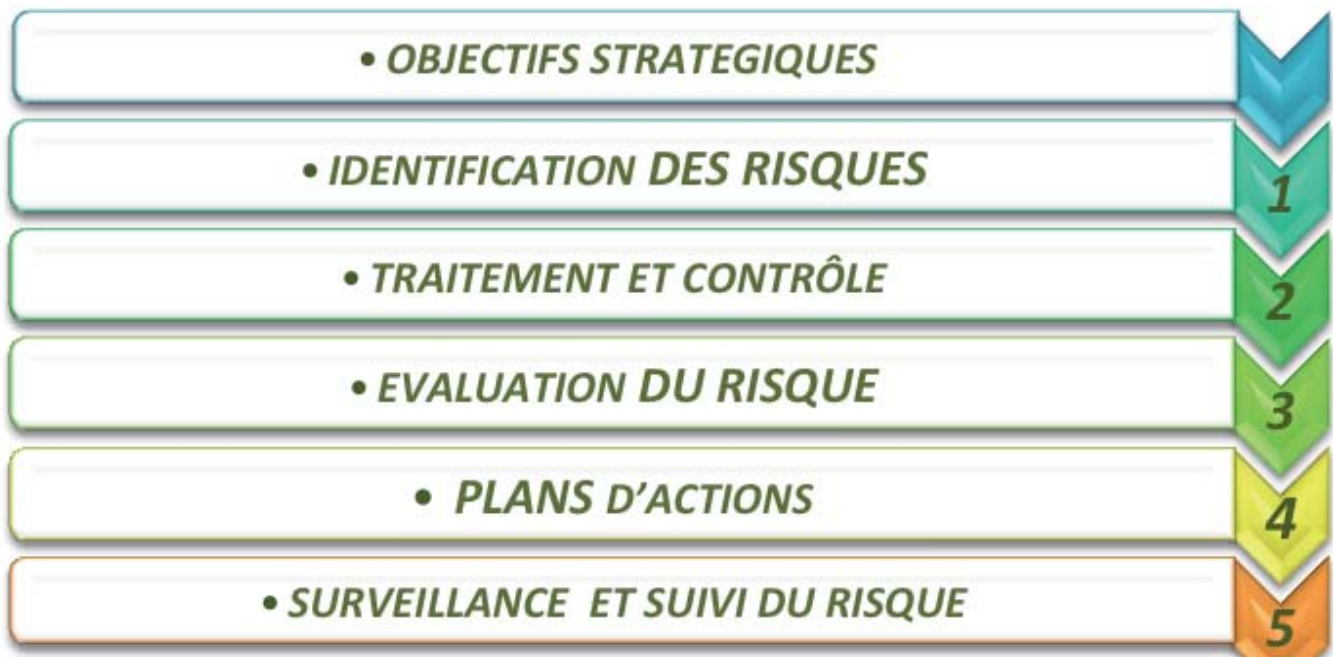 • OBJECTIFS STRATEGIQUES
• IDENTIFICATION DES RISQUES
1
• TRAITEMENT ET CONTRÔLE
2
• EVALUATION DU RISQUE
3
• PLANS D’ACTIONS
4
• SURVEILLANCE ET SUIVI DU RISQUE
5